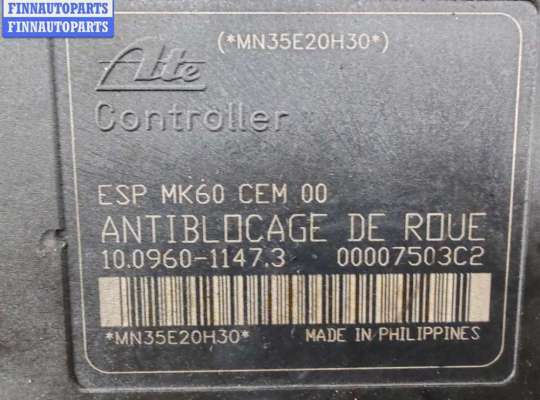 FINNAUTOPARTS
FINNAUTOPARTS
(*MN35E20H30*)
Ate
Controller
ESP MK60 CEM 00
ANTIBLOCAGE DE ROUE
10.0960-1147.3 00007503C2
*MN35E20H30* MADE IN PHILIPPINES